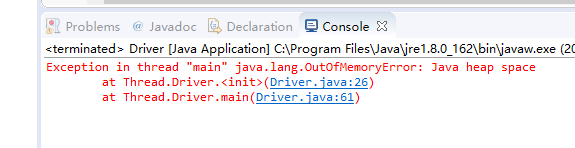 Problems @ Javadoc Declaration Console
<terminated> Driver [Java Application] C:\Program Files\Java\jre1.8.0_162\bin\javaw.exe (20
Exception in thread "main" java.lang.OutOfMemoryError: Java heap space
at Thread.Driver.<init>(Driver.java:26)
at Thread.Driver.main(Driver.java:61)